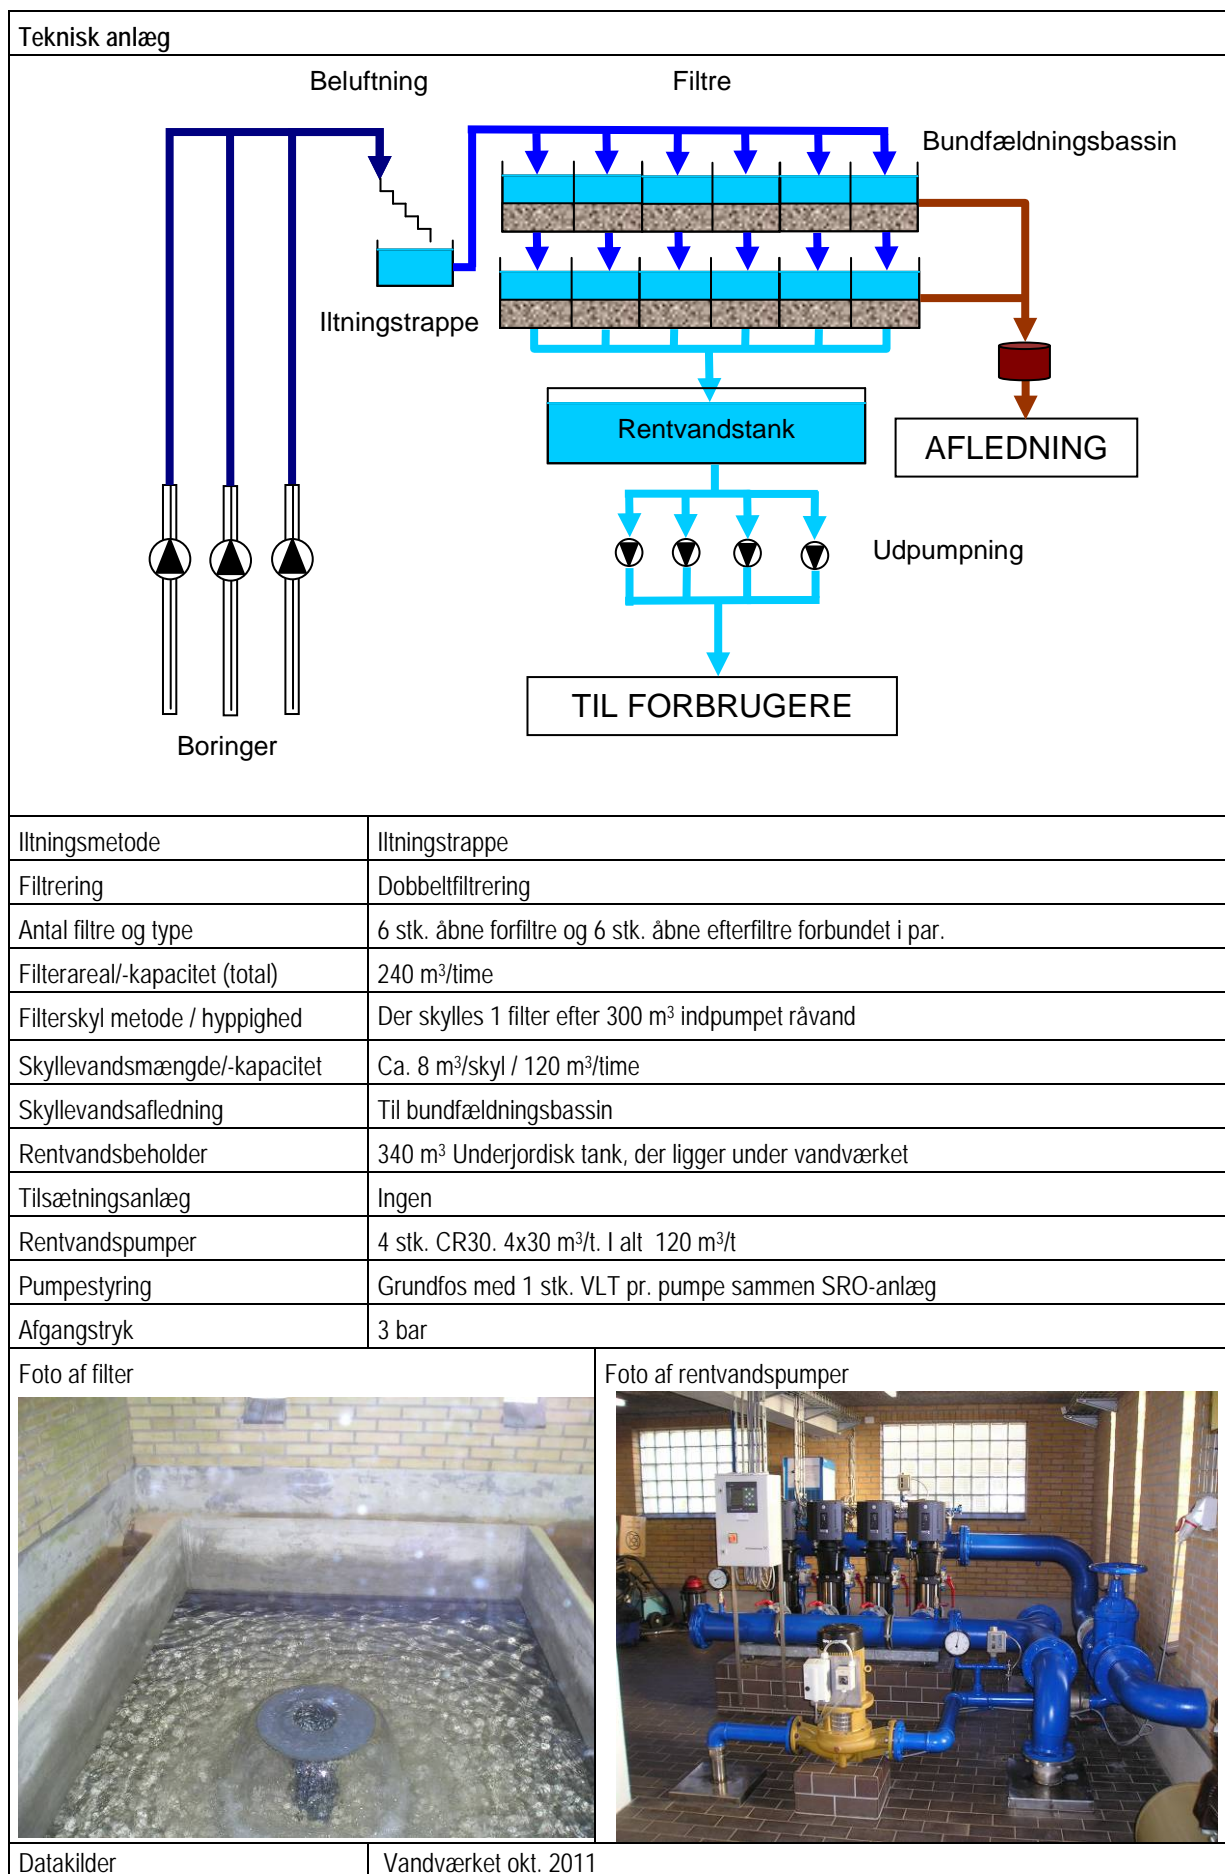 Teknisk anlæg
Beluftning
Filtre
Bundfældningsbassin
Iltningstrappe
Rentvandstank
AFLEDNING
Udpumpning
TIL FORBRUGERE
Boringer
Iltningsmetode Iltningstrappe
Filtrering Dobbeltfiltrering
Antal filtre og type 6 stk. åbne forfiltre og 6 stk. åbne efterfiltre forbundet i par.
Filterareal/-kapacitet (total) 240 m³/time
Filterskyl metode / hyppighed Der skylles 1 filter efter 300 m³ indpumpet råvand
Skyllevandsmængde/-kapacitet Ca. 8 m³/skyl / 120 m³/time
Skyllevandsafledning Til bundfældningsbassin
Rentvandsbeholder 340 m³ Underjordisk tank, der ligger under vandværket
Tilsætningsanlæg Ingen
Rentvandspumper 4 stk. CR30. 4x30 m³/t. I alt 120 m³/t
Pumpestyring Grundfos med 1 stk. VLT pr. pumpe sammen SRO-anlæg
Afgangstryk 3 bar
Foto af filter Foto af rentvandspumper
Datakilder Vandværket okt. 2011